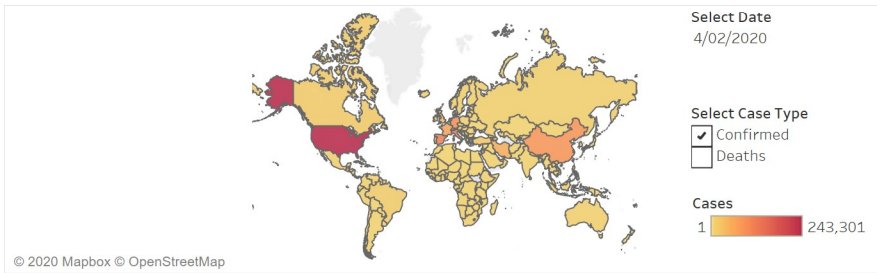 Select Date
4/02/2020
Select Case Type
Confirmed
Deaths
Cases
1 243,301
© 2020 Mapbox © OpenStreetMap